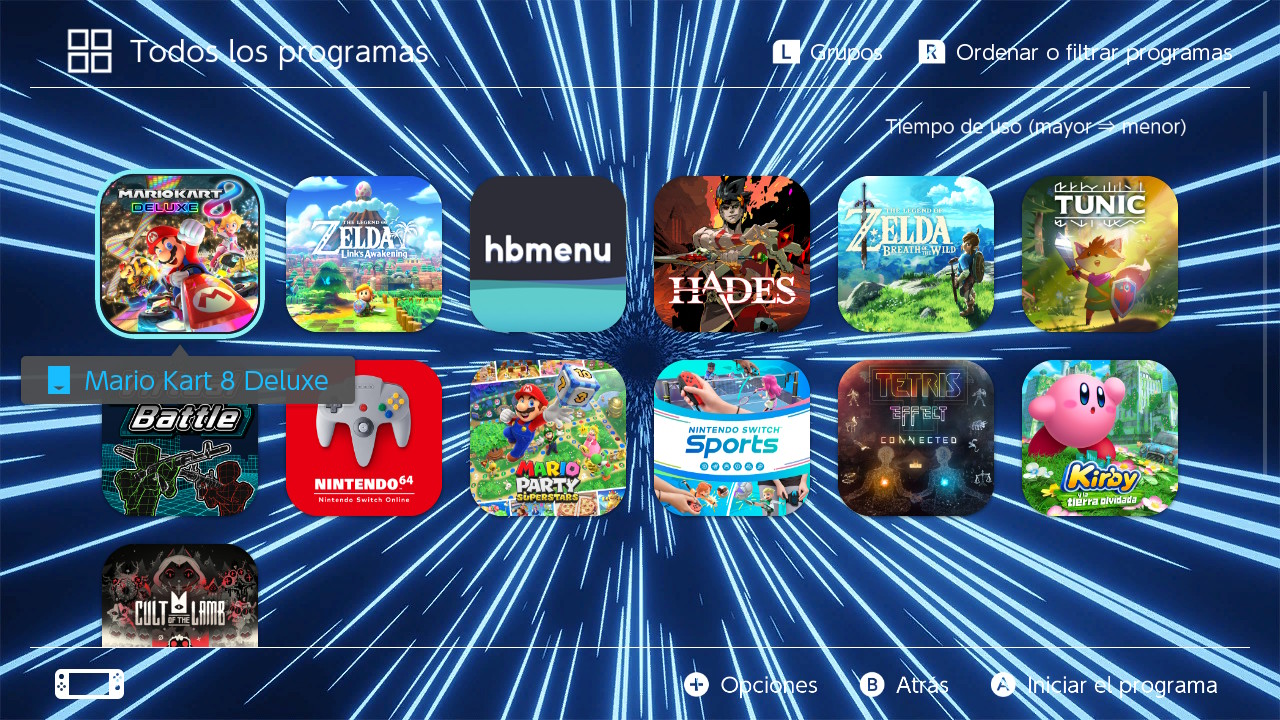 Todos los programas
L Grupos
R Ordenar o filtrar programas
Tiempo de uso (mayor ⇒ menor)
MARIOKART 8
DELUXE
THE LEGEND OF
ZELDA
Link's Awakening
hbmenu
HADES
THE LEGEND OF
ZELDA
BREATH OF THE WILD
TUNIC
Mario Kart 8 Deluxe
Battle
NINTENDO 64
Nintendo Switch Online
MARIO
PARTY
SUPERSTARS
NINTENDO SWITCH
Sports
TETRIS
EFFECT
CONNECTED
Kirby
y la
tierra olvidada
CULT OF THE LAMB
+ Opciones
B Atrás
A Iniciar el programa